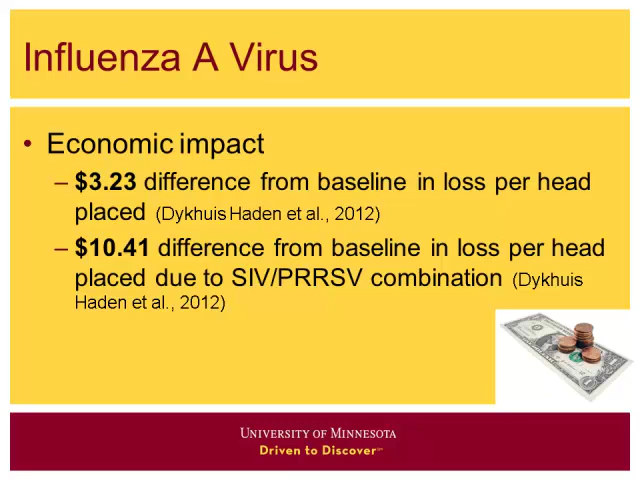 Influenza A Virus
• Economic impact
– $3.23 difference from baseline in loss per head
placed (Dykhuis Haden et al., 2012)
– $10.41 difference from baseline in loss per head
placed due to SIV/PRRSV combination (Dykhuis
Haden et al., 2012)
UNIVERSITY OF MINNESOTA
Driven to Discover℠